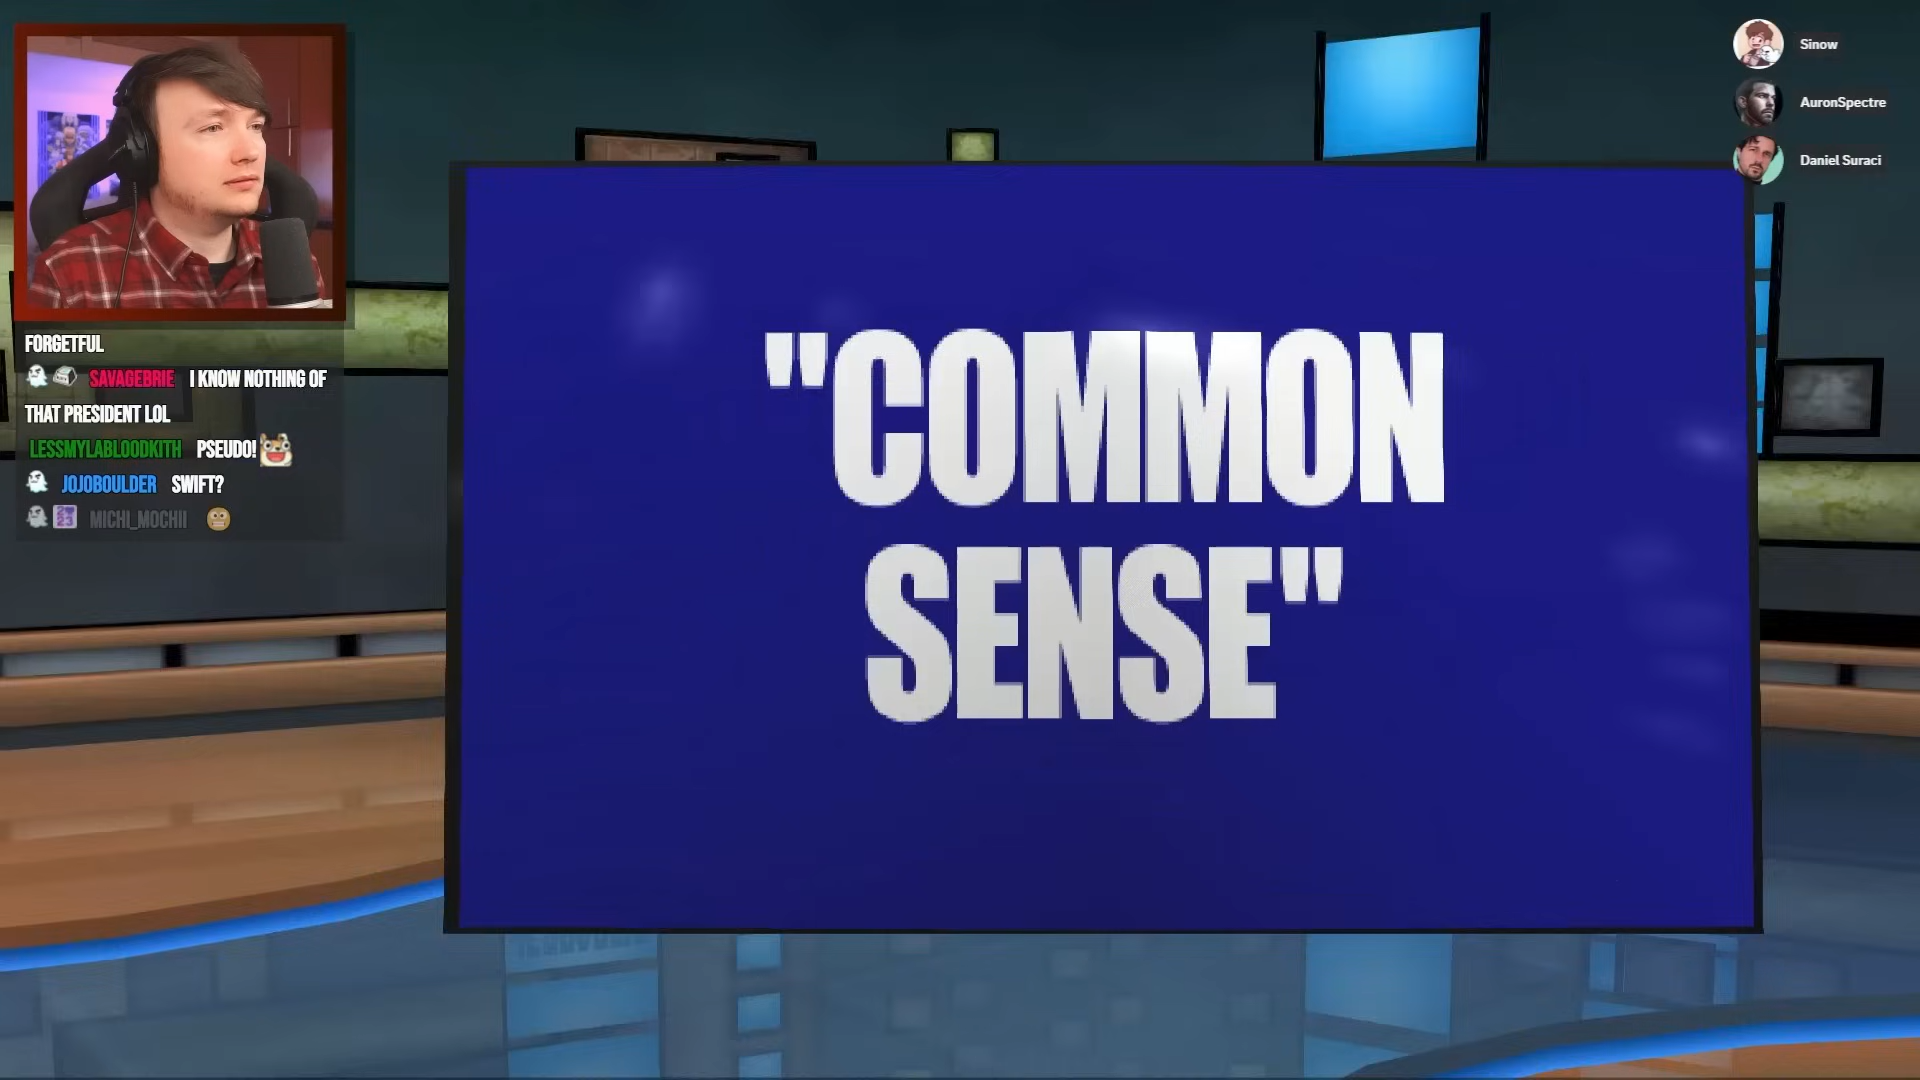 FORGETFUL
SAVAGEBRIE I KNOW NOTHING OF
THAT PRESIDENT LOL
LESSMYLABLOODKITH PSEUDO!
JOJOBOULDER SWIFT?
MICHI_MOCHII
"COMMON
SENSE"
Sinow
AuronSpectre
Daniel Suraci